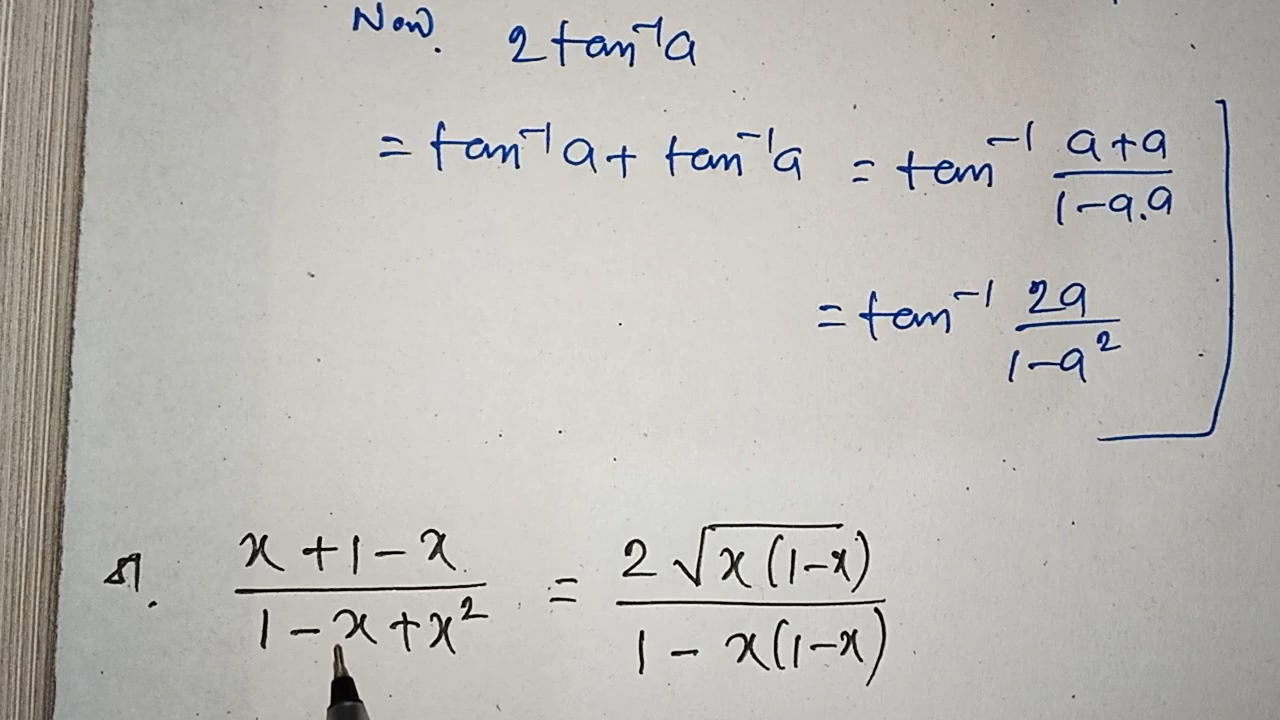 Now. 2 tan⁻¹a
= tan⁻¹a + tan⁻¹a = tan⁻¹ (a+a)/(1-a.a)
= tan⁻¹ 2a/(1-a²)
(x+1-x)/(1-x+x²) = 2√(x(1-x))/(1-x(1-x))